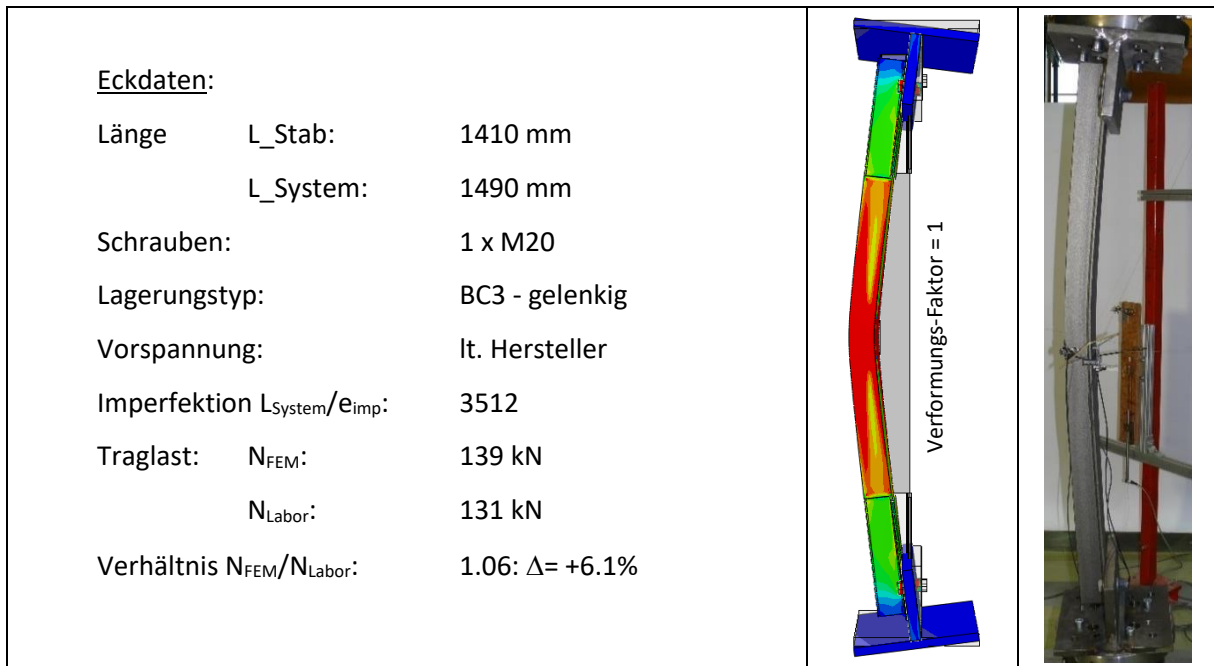 Eckdaten:
Länge L_Stab: 1410 mm
L_System: 1490 mm
Schrauben: 1 x M20
Lagerungstyp: BC3 - gelenkig
Vorspannung: lt. Hersteller
Imperfektion LSystem/eimp: 3512
Traglast: NFEM: 139 kN
NLabor: 131 kN
Verhältnis NFEM/NLabor: 1.06: Δ= +6.1%
Verformungs-Faktor = 1